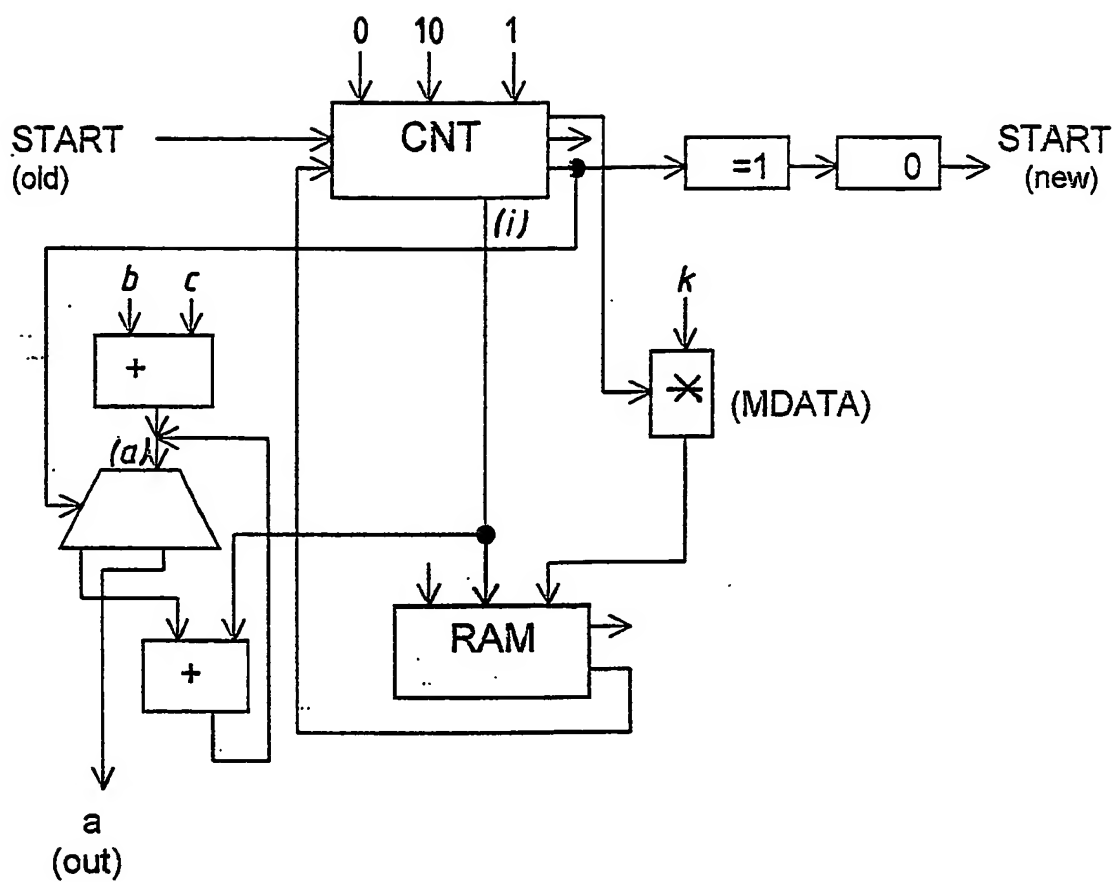 0 10 1
START
(old)
CNT
=1
0
START
(new)
(i)
b c
k
+
(MDATA)
(a)
RAM
+
a
(out)